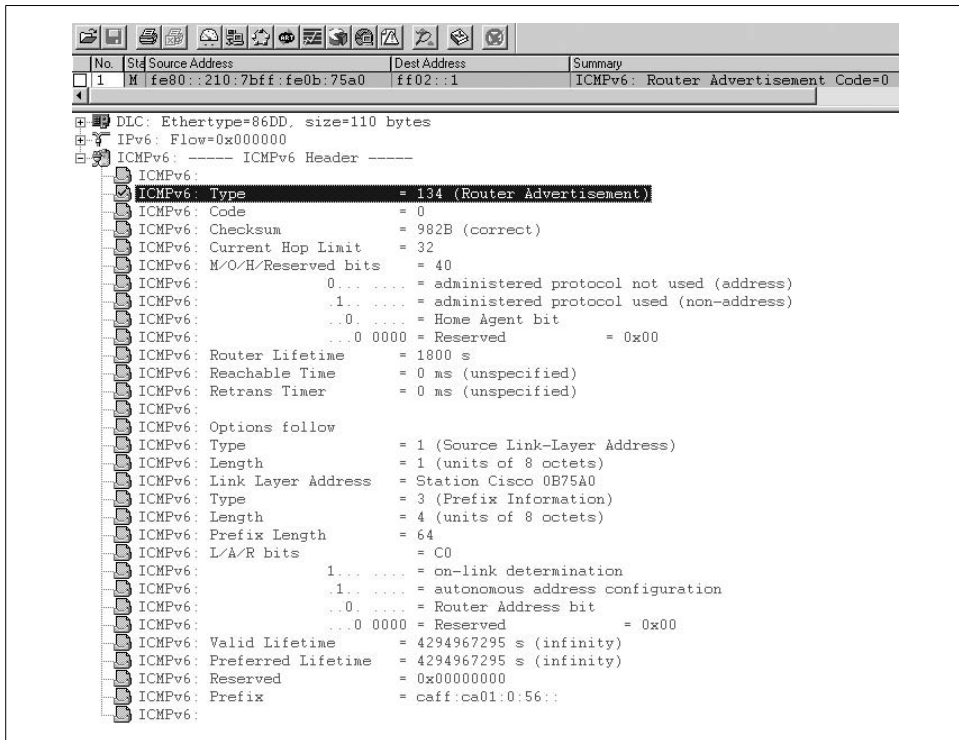 No. Sta Source Address Dest Address Summary
1 M fe80::210:7bff:fe0b:75a0 ff02::1 ICMPv6: Router Advertisement Code=0
DLC: Ethertype=86DD, size=110 bytes
IPv6: Flow=0x000000
ICMPv6: ----- ICMPv6 Header -----
ICMPv6:
ICMPv6: Type = 134 (Router Advertisement)
ICMPv6: Code = 0
ICMPv6: Checksum = 982B (correct)
ICMPv6: Current Hop Limit = 32
ICMPv6: M/O/H/Reserved bits = 40
ICMPv6: 0... .... = administered protocol not used (address)
ICMPv6: .1.. .... = administered protocol used (non-address)
ICMPv6: ..0. .... = Home Agent bit
ICMPv6: ...0 0000 = Reserved = 0x00
ICMPv6: Router Lifetime = 1800 s
ICMPv6: Reachable Time = 0 ms (unspecified)
ICMPv6: Retrans Timer = 0 ms (unspecified)
ICMPv6:
ICMPv6: Options follow
ICMPv6: Type = 1 (Source Link-Layer Address)
ICMPv6: Length = 1 (units of 8 octets)
ICMPv6: Link Layer Address = Station Cisco 0B75A0
ICMPv6: Type = 3 (Prefix Information)
ICMPv6: Length = 4 (units of 8 octets)
ICMPv6: Prefix Length = 64
ICMPv6: L/A/R bits = C0
ICMPv6: 1... .... = on-link determination
ICMPv6: .1.. .... = autonomous address configuration
ICMPv6: ..0. .... = Router Address bit
ICMPv6: ...0 0000 = Reserved = 0x00
ICMPv6: Valid Lifetime = 4294967295 s (infinity)
ICMPv6: Preferred Lifetime = 4294967295 s (infinity)
ICMPv6: Reserved = 0x00000000
ICMPv6: Prefix = caff:ca01:0:56::
ICMPv6: